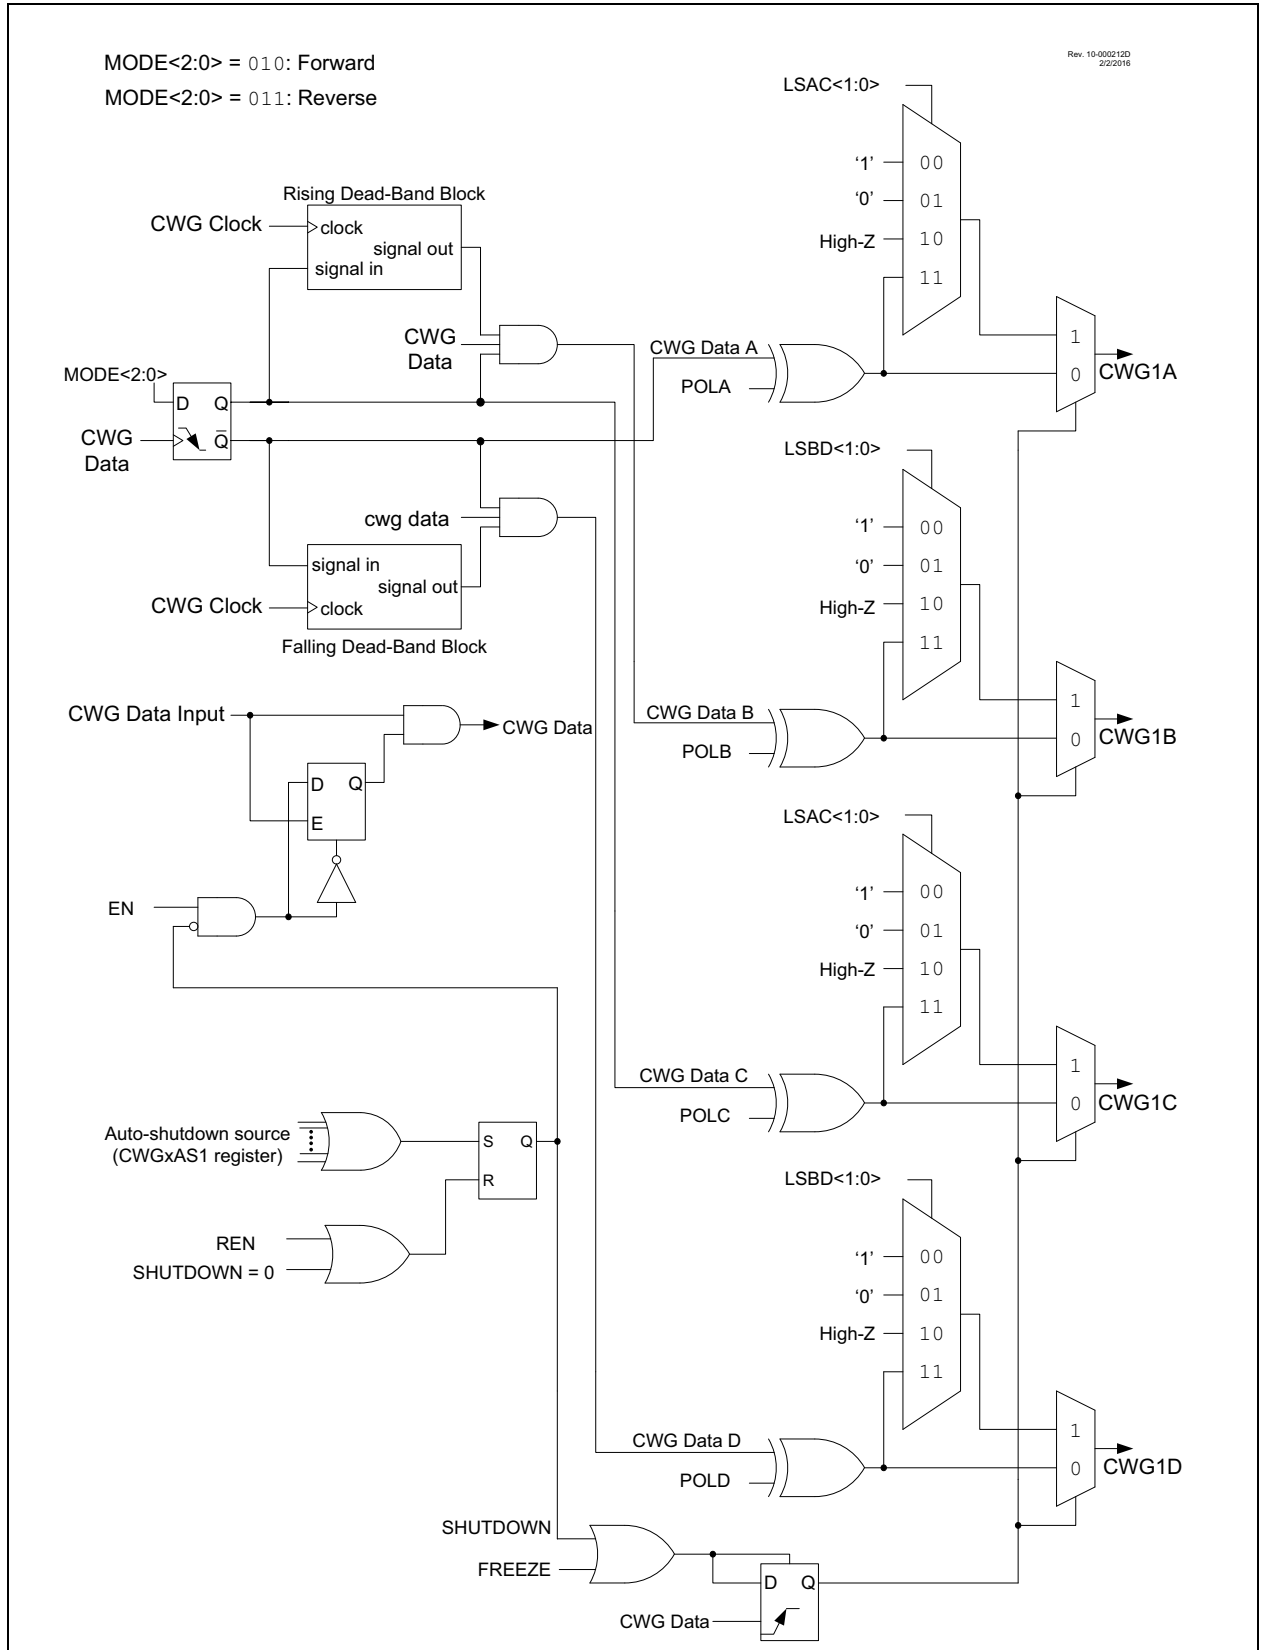 MODE<2:0> = 010: Forward
MODE<2:0> = 011: Reverse
Rev. 10-000212D
2/2/2016
LSAC<1:0>
'1'
00
'0'
01
High-Z
10
11
Rising Dead-Band Block
CWG Clock
clock
signal out
signal in
CWG
Data
MODE<2:0>
D
Q
CWG
Data
Q̅
CWG Data A
POLA
1
0
CWG1A
cwg data
signal in
signal out
CWG Clock
clock
Falling Dead-Band Block
LSBD<1:0>
'1'
00
'0'
01
High-Z
10
11
CWG Data B
POLB
1
0
CWG1B
CWG Data Input
CWG Data
D
Q
E
EN
LSAC<1:0>
'1'
00
'0'
01
High-Z
10
11
CWG Data C
POLC
1
0
CWG1C
Auto-shutdown source
(CWGxAS1 register)
S
Q
R
REN
SHUTDOWN = 0
LSBD<1:0>
'1'
00
'0'
01
High-Z
10
11
CWG Data D
POLD
1
0
CWG1D
SHUTDOWN
FREEZE
D
Q
CWG Data